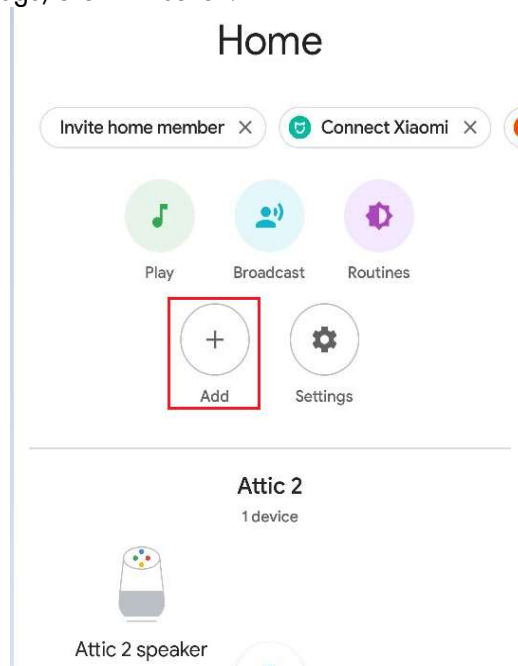 Home
Invite home member
Connect Xiaomi
Play Broadcast Routines
Add Settings
Attic 2
1 device
Attic 2 speaker